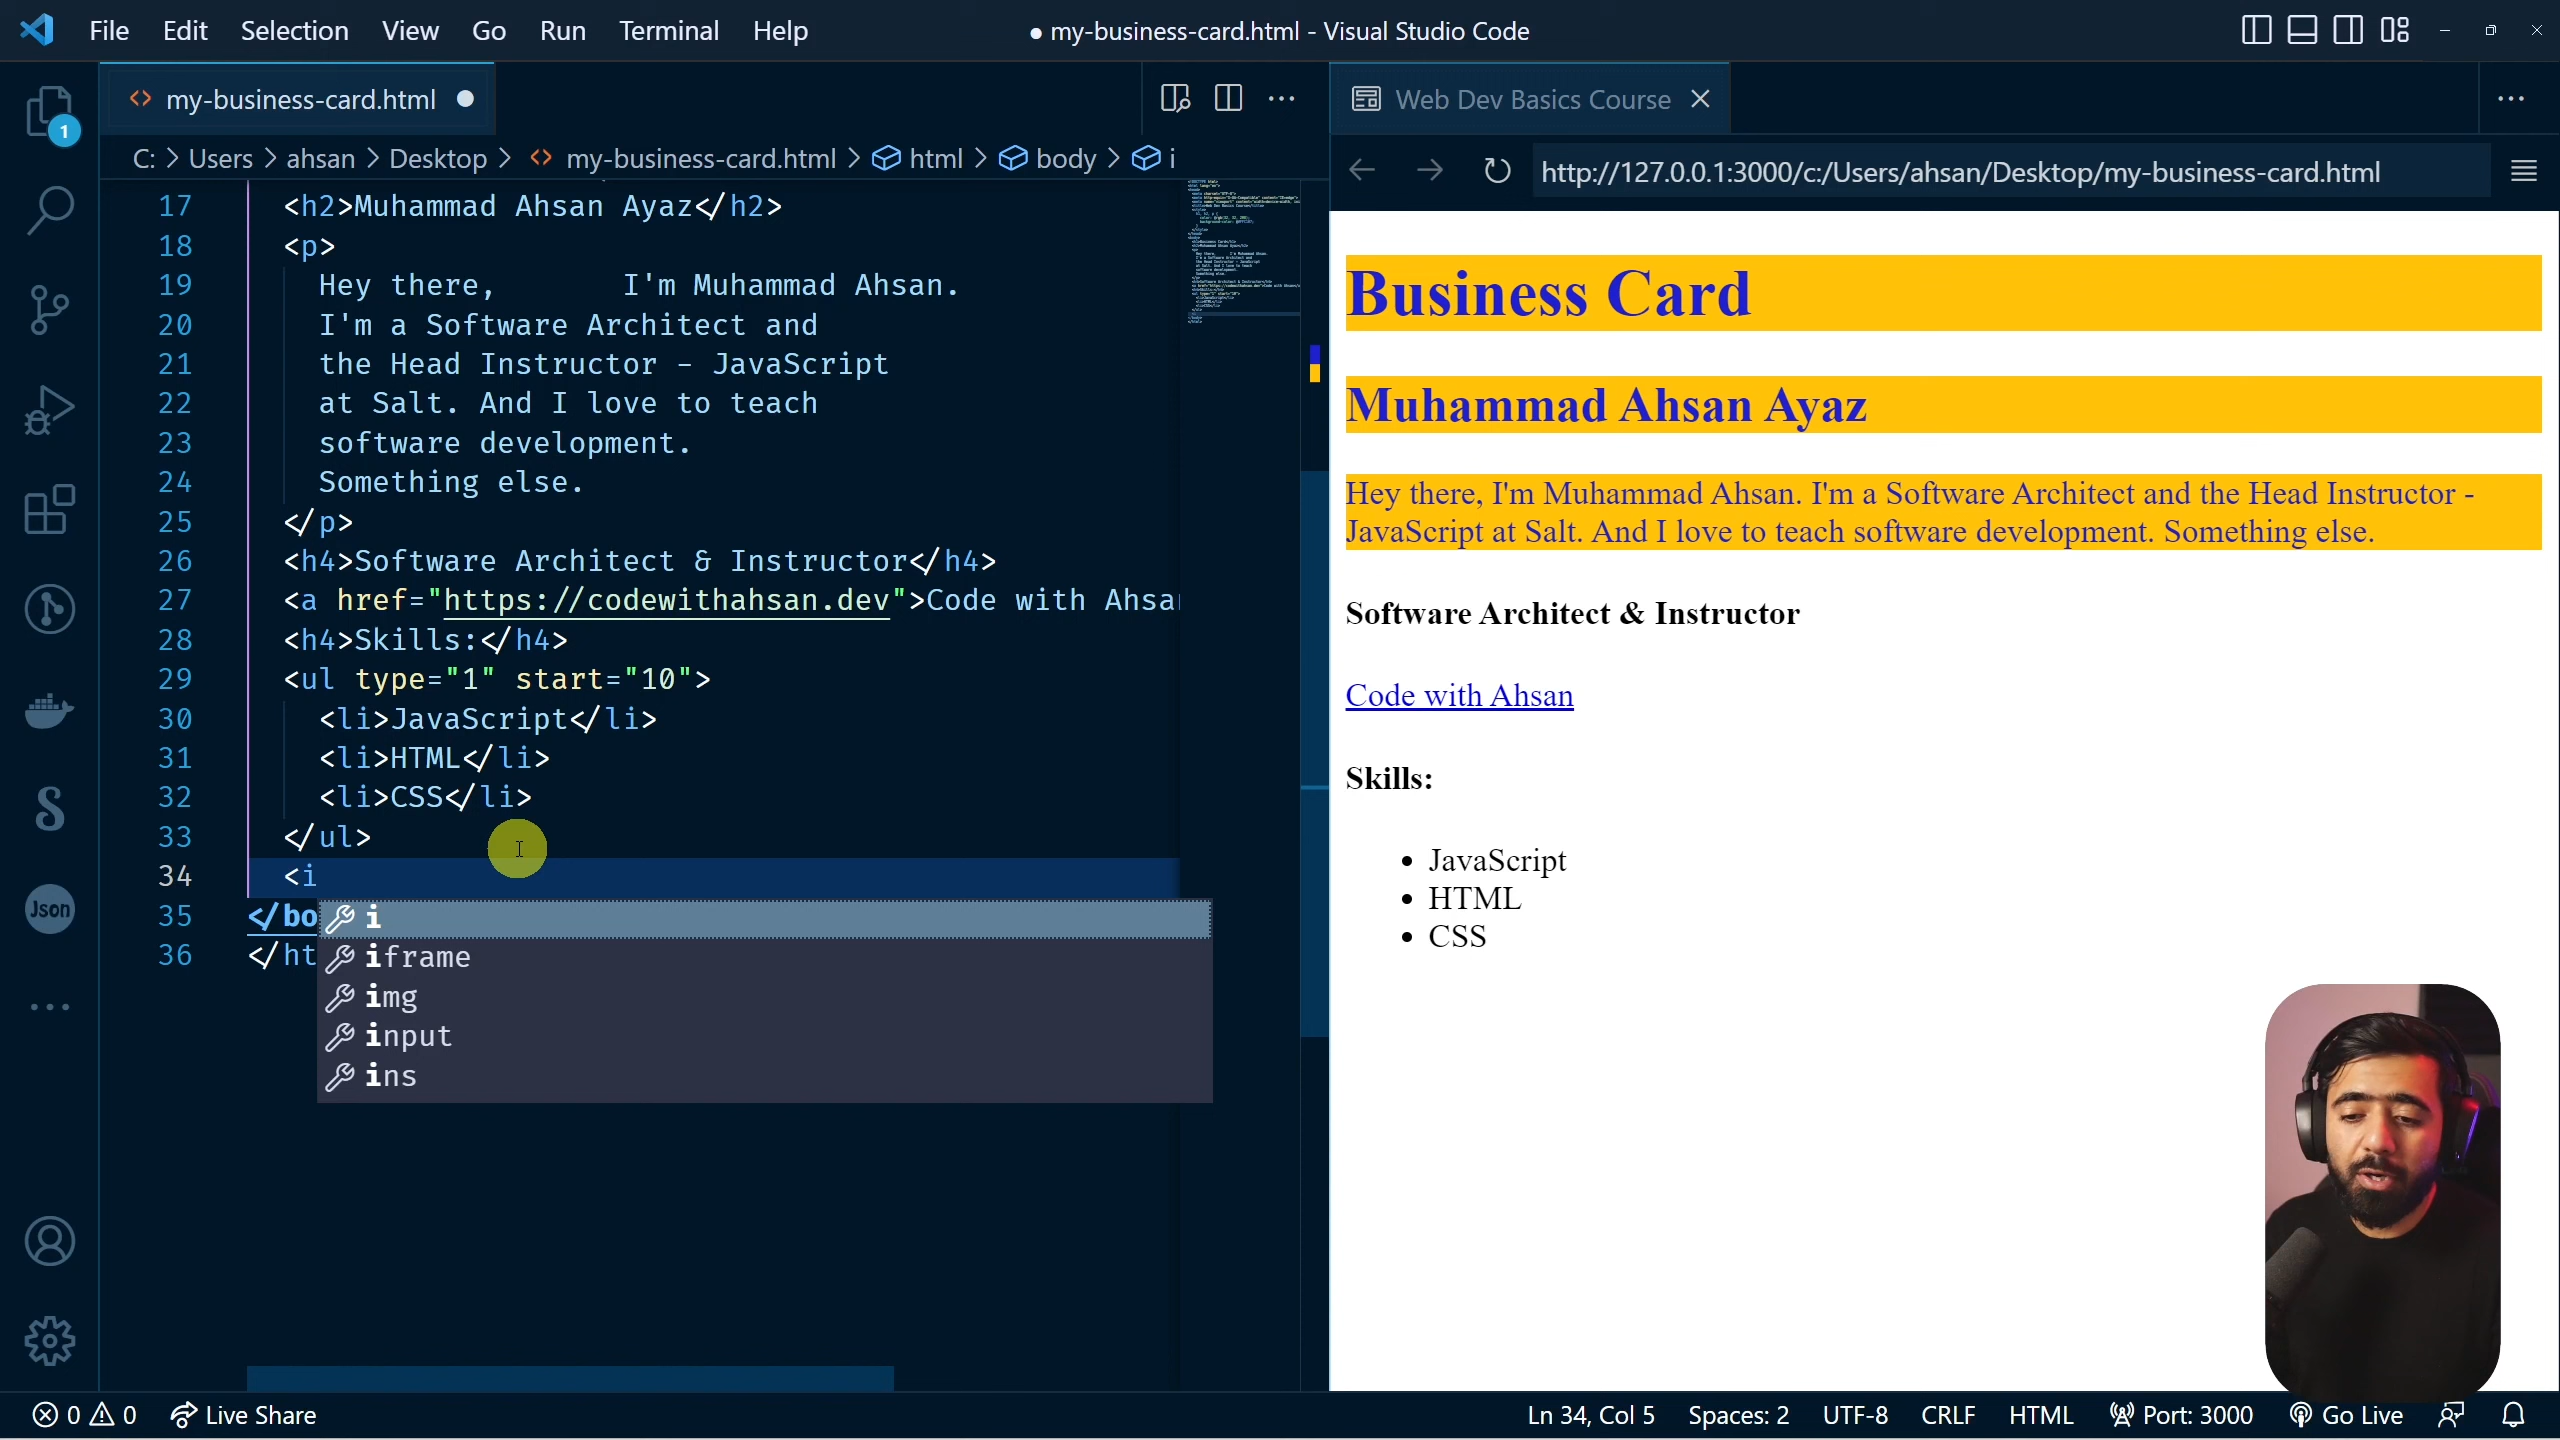 File Edit Selection View Go Run Terminal Help
● my-business-card.html - Visual Studio Code
my-business-card.html
Web Dev Basics Course
1
C: > Users > ahsan > Desktop > my-business-card.html > html > body > i
http://127.0.0.1:3000/c:/Users/ahsan/Desktop/my-business-card.html
17 <h2>Muhammad Ahsan Ayaz</h2>
18 <p>
19 Hey there,       I'm Muhammad Ahsan.
20 I'm a Software Architect and
21 the Head Instructor - JavaScript
22 at Salt. And I love to teach
23 software development.
24 Something else.
25 </p>
26 <h4>Software Architect & Instructor</h4>
27 <a href="https://codewithahsan.dev">Code with Ahsan
28 <h4>Skills:</h4>
29 <ul type="1" start="10">
30 <li>JavaScript</li>
31 <li>HTML</li>
32 <li>CSS</li>
33 </ul>
34 <i
35 </bo
36 </ht
i
iframe
img
input
ins
Json
Business Card
Muhammad Ahsan Ayaz
Hey there, I'm Muhammad Ahsan. I'm a Software Architect and the Head Instructor -
JavaScript at Salt. And I love to teach software development. Something else.
Software Architect & Instructor
Code with Ahsan
Skills:
• JavaScript
• HTML
• CSS
0 0 Live Share
Ln 34, Col 5 Spaces: 2 UTF-8 CRLF HTML Port: 3000 Go Live